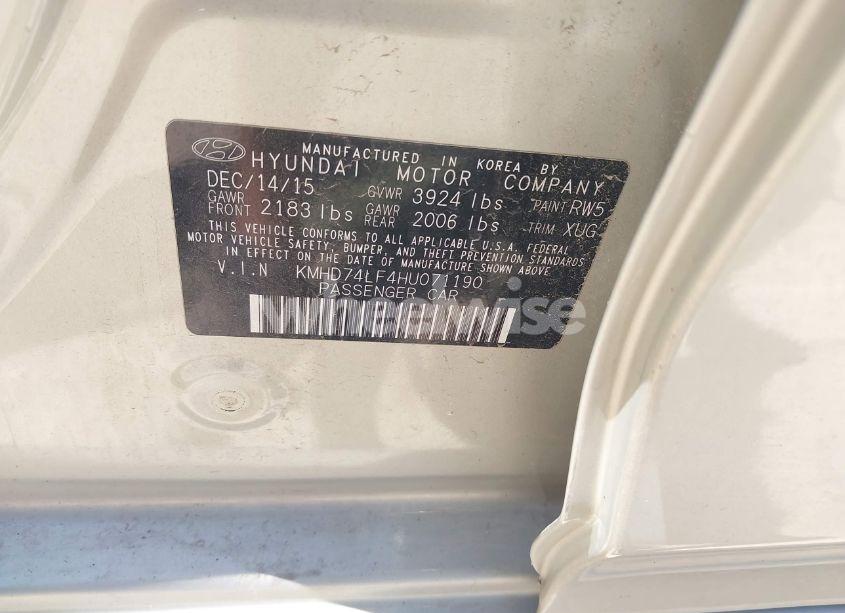 MANUFACTURED IN KOREA BY
HYUNDAI MOTOR COMPANY
DEC/14/15 GVWR 3924 lbs PAINT RW5
GAWR FRONT 2183 lbs GAWR REAR 2006 lbs TRIM XUG
THIS VEHICLE CONFORMS TO ALL APPLICABLE U.S.A. FEDERAL
MOTOR VEHICLE SAFETY, BUMPER, AND THEFT PREVENTION STANDARDS
IN EFFECT ON THE DATE OF MANUFACTURE SHOWN ABOVE.
V.I.N KMHD74LF4HU071190
PASSENGER CAR